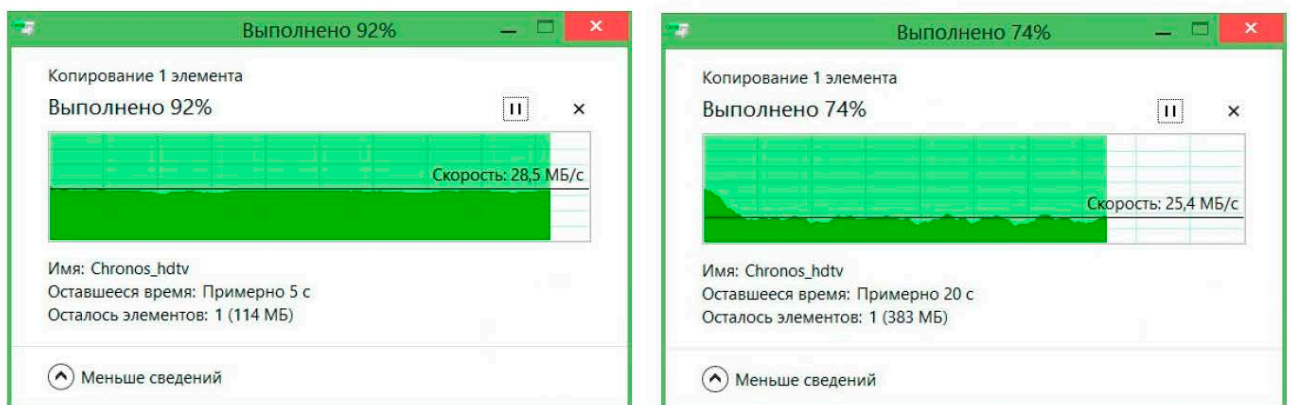 Выполнено 92%
Копирование 1 элемента
Выполнено 92%
Скорость: 28,5 МБ/с
Имя: Chronos_hdtv
Оставшееся время: Примерно 5 с
Осталось элементов: 1 (114 МБ)
Меньше сведений
Выполнено 74%
Копирование 1 элемента
Выполнено 74%
Скорость: 25,4 МБ/с
Имя: Chronos_hdtv
Оставшееся время: Примерно 20 с
Осталось элементов: 1 (383 МБ)
Меньше сведений